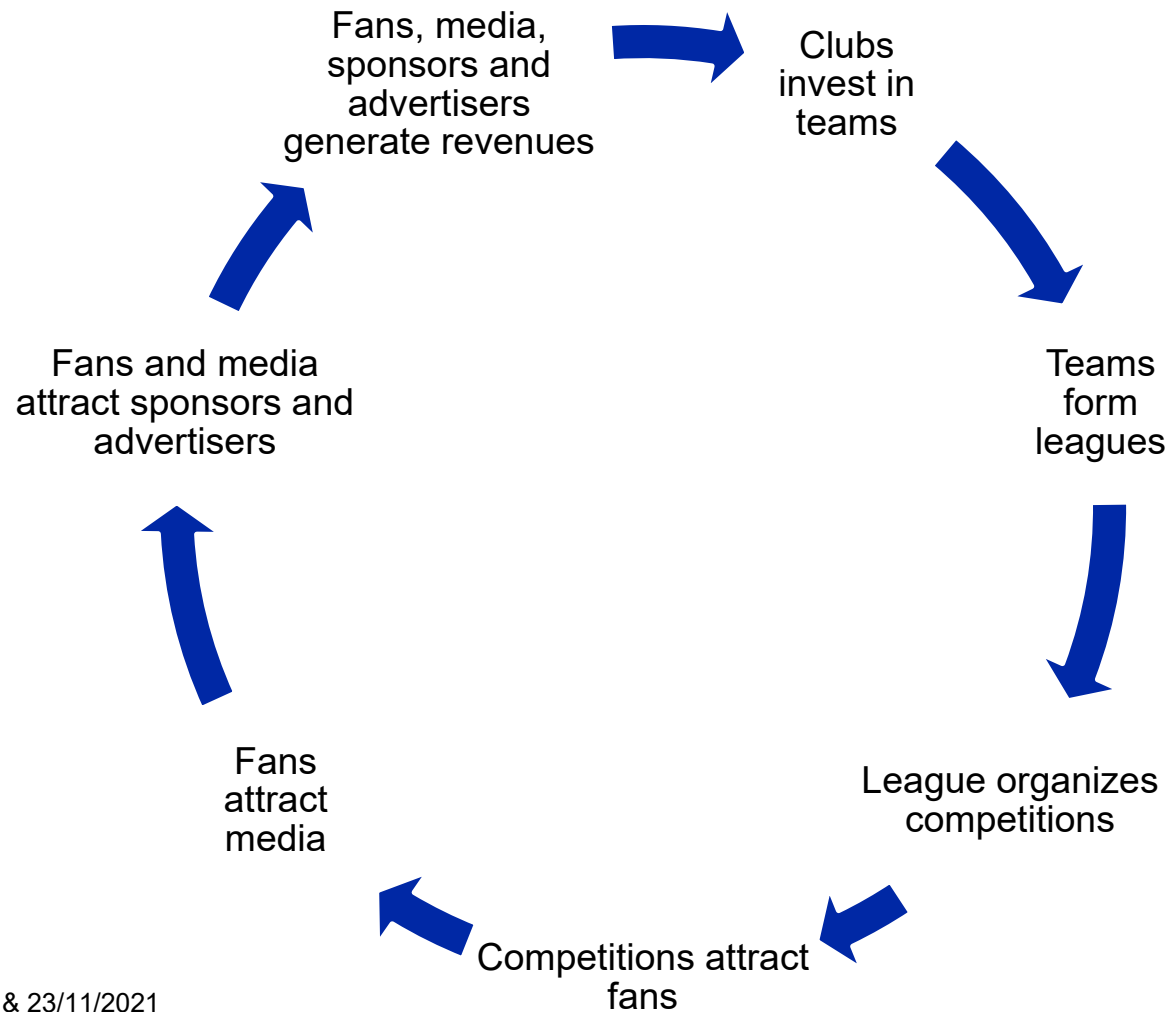 Fans, media,
sponsors and
advertisers
generate revenues
Clubs
invest in
teams
Teams
form
leagues
League organizes
competitions
Competitions attract
fans
Fans
attract
media
Fans and media
attract sponsors and
advertisers
& 23/11/2021